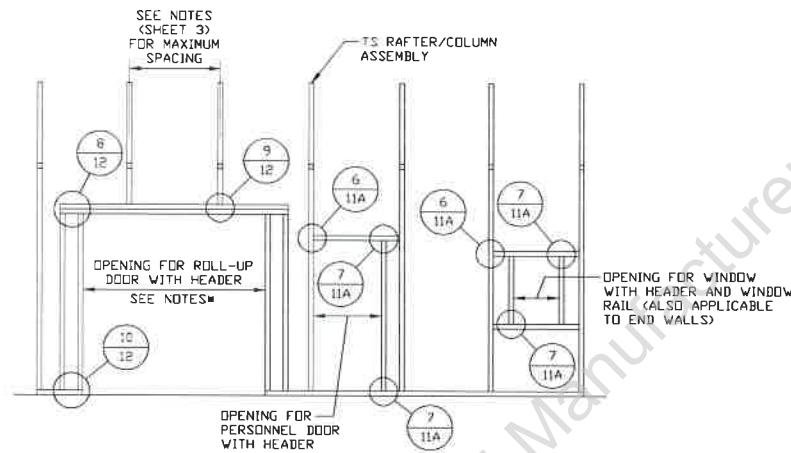 SEE NOTES
(SHEET 3)
FOR MAXIMUM
SPACING
TS RAFTER/COLUMN
ASSEMBLY
8
12
9
12
6
11A
7
11A
6
11A
7
11A
OPENING FOR ROLL-UP
DOOR WITH HEADER
SEE NOTES*
OPENING FOR WINDOW
WITH HEADER AND WINDOW
RAIL (ALSO APPLICABLE
TO END WALLS)
10
12
7
11A
OPENING FOR
PERSONNEL DOOR
WITH HEADER
7
11A
Manufacturer